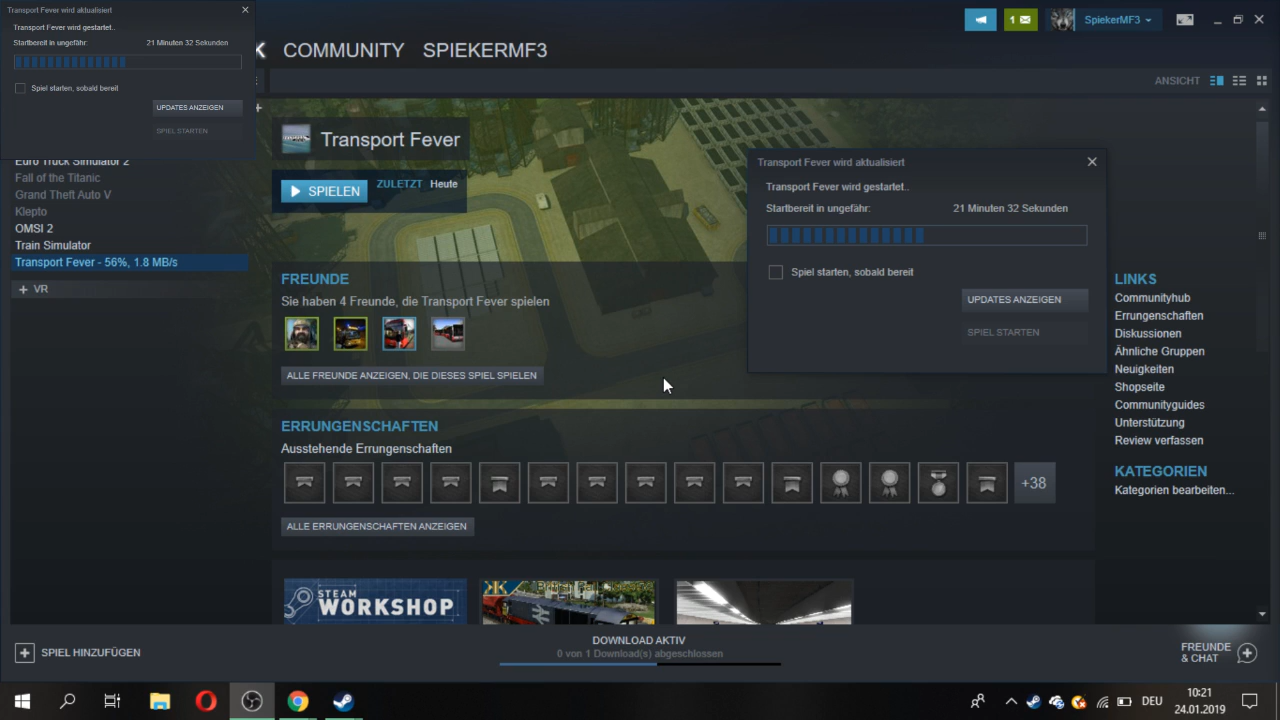 Transport Fever wird aktualisiert
Transport Fever wird gestartet..
Startbereit in ungefähr: 21 Minuten 32 Sekunden
Spiel starten, sobald bereit
UPDATES ANZEIGEN
SPIEL STARTEN
COMMUNITY SPIEKERMF3
1
SpiekerMF3
ANSICHT
Euro Truck Simulator 2
Fall of the Titanic
Grand Theft Auto V
Klepto
OMSI 2
Train Simulator
Transport Fever - 56%, 1.8 MB/s
+ VR
Transport Fever
SPIELEN
ZULETZT Heute
Transport Fever wird aktualisiert
Transport Fever wird gestartet..
Startbereit in ungefähr: 21 Minuten 32 Sekunden
Spiel starten, sobald bereit
UPDATES ANZEIGEN
SPIEL STARTEN
FREUNDE
Sie haben 4 Freunde, die Transport Fever spielen
ALLE FREUNDE ANZEIGEN, DIE DIESES SPIEL SPIELEN
ERRUNGENSCHAFTEN
Ausstehende Errungenschaften
+38
ALLE ERRUNGENSCHAFTEN ANZEIGEN
LINKS
Communityhub
Errungenschaften
Diskussionen
Ähnliche Gruppen
Neuigkeiten
Shopseite
Communityguides
Unterstützung
Review verfassen
KATEGORIEN
Kategorien bearbeiten...
STEAM
WORKSHOP
SPIEL HINZUFÜGEN
DOWNLOAD AKTIV
0 von 1 Download(s) abgeschlossen
FREUNDE
& CHAT
DEU
10:21
24.01.2019